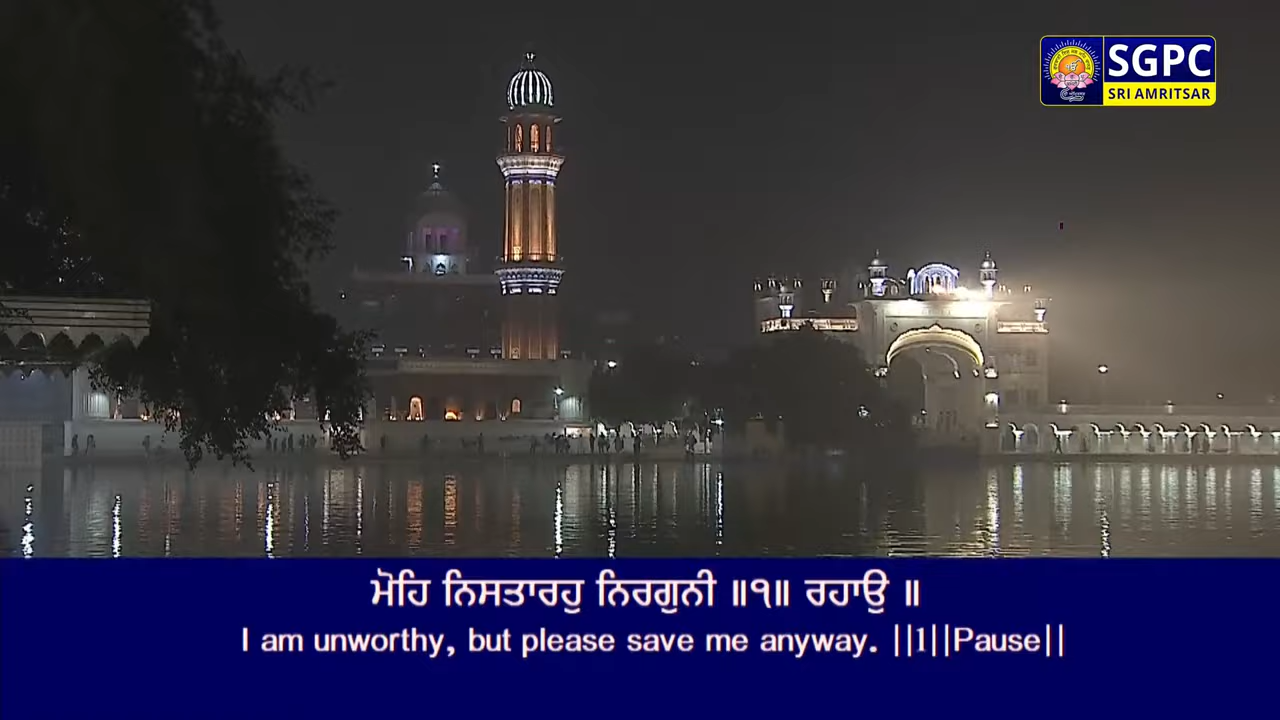 SGPC
SRI AMRITSAR
ਮੋਹਿ ਨਿਸਤਾਰਹੁ ਨਿਰਗੁਨੀ ॥੧॥ ਰਹਾਉ ॥
I am unworthy, but please save me anyway. ||1||Pause||